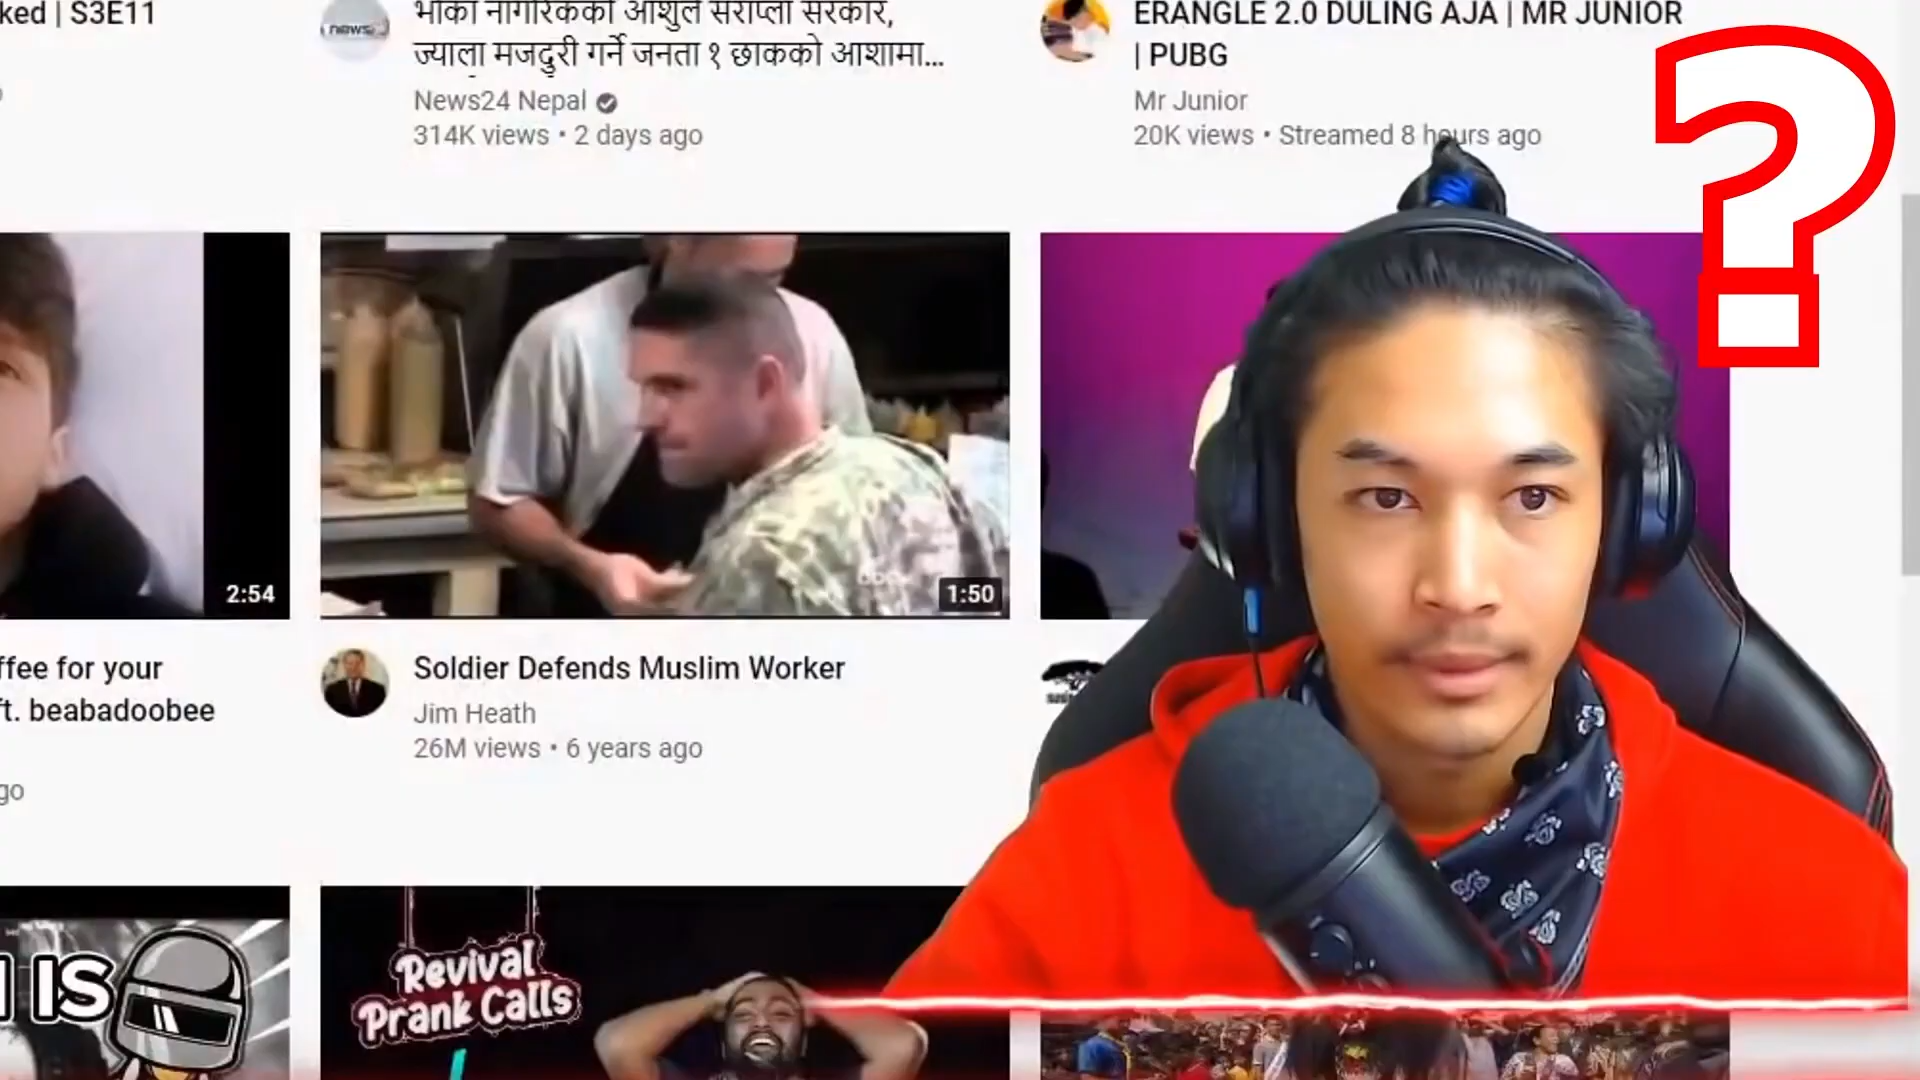 ked | S3E11
भोका नागरिकको आशुले सराप्ला सरकार,
ज्याला मजदुरी गर्ने जनता १ छाकको आशामा...
News24 Nepal
314K views • 2 days ago
news
ERANGLE 2.0 DULING AJA | MR JUNIOR
| PUBG
Mr Junior
20K views • Streamed 8 hours ago
?
2:54
abc
1:50
ffee for your
ft. beabadoobee
go
Soldier Defends Muslim Worker
Jim Heath
26M views • 6 years ago
IS
Revival
Prank Calls